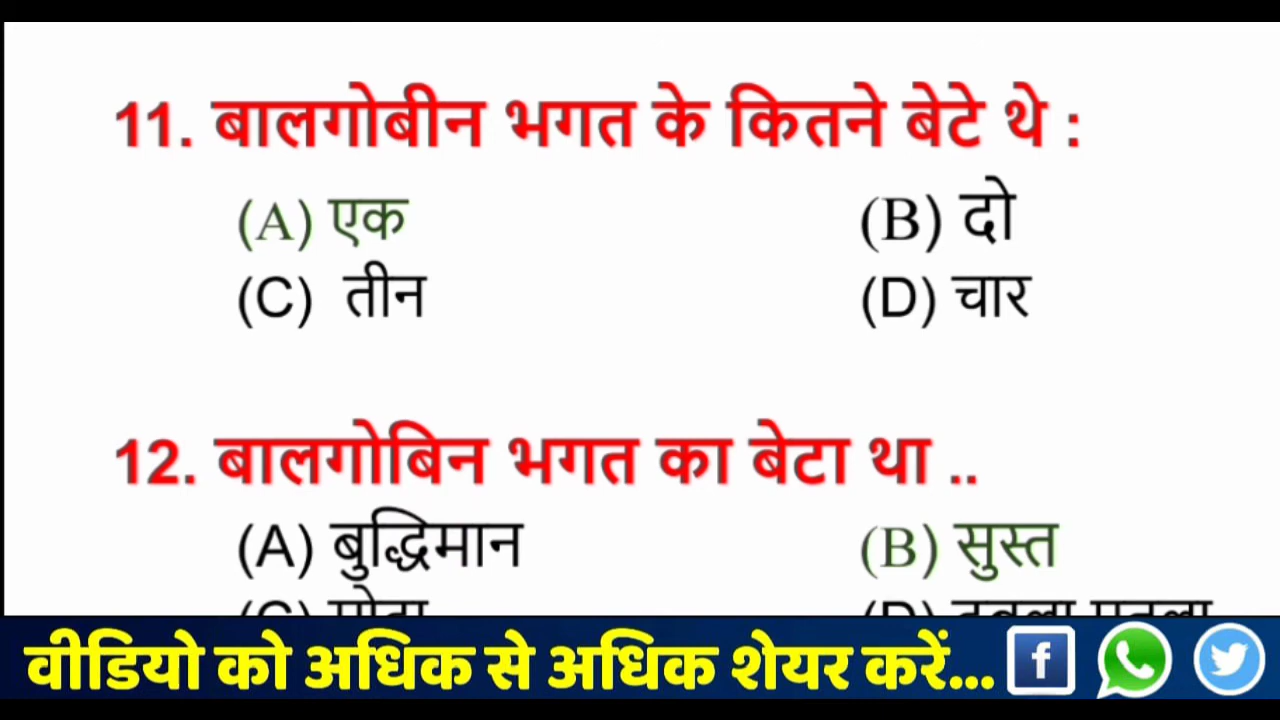 11. बालगोबीन भगत के कितने बेटे थे :
(A) एक (B) दो
(C) तीन (D) चार
12. बालगोबिन भगत का बेटा था ..
(A) बुद्धिमान (B) सुस्त
वीडियो को अधिक से अधिक शेयर करें...